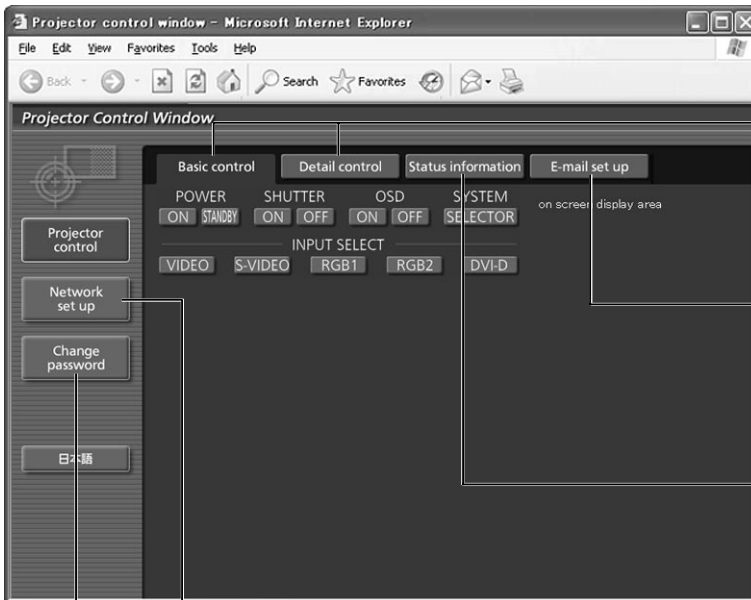 Projector control window - Microsoft Internet Explorer
File Edit View Favorites Tools Help
Back Search Favorites
Projector Control Window
Basic control Detail control Status information E-mail set up
POWER SHUTTER OSD SYSTEM
ON STANDBY ON OFF ON OFF SELECTOR
on screen display area
INPUT SELECT
VIDEO S-VIDEO RGB1 RGB2 DVI-D
Projector
control
Network
set up
Change
password
日本語